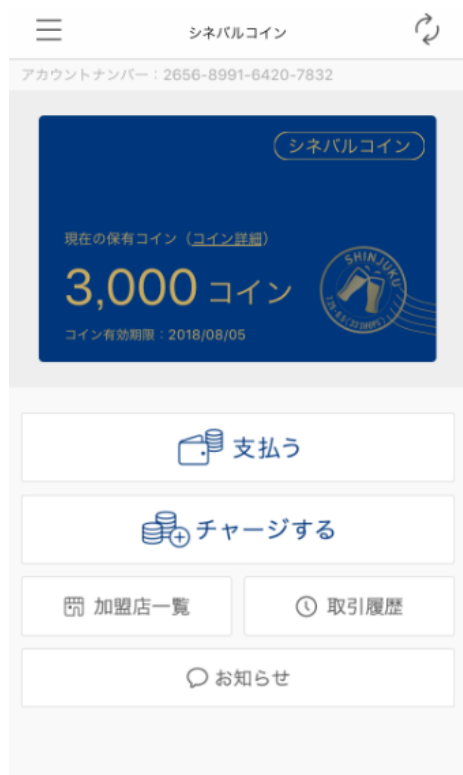 シネバルコイン
アカウントナンバー：2656-8991-6420-7832
シネバルコイン
現在の保有コイン（コイン詳細）
3,000 コイン
コイン有効期限：2018/08/05
SHINJUKU
支払う
チャージする
加盟店一覧
取引履歴
お知らせ